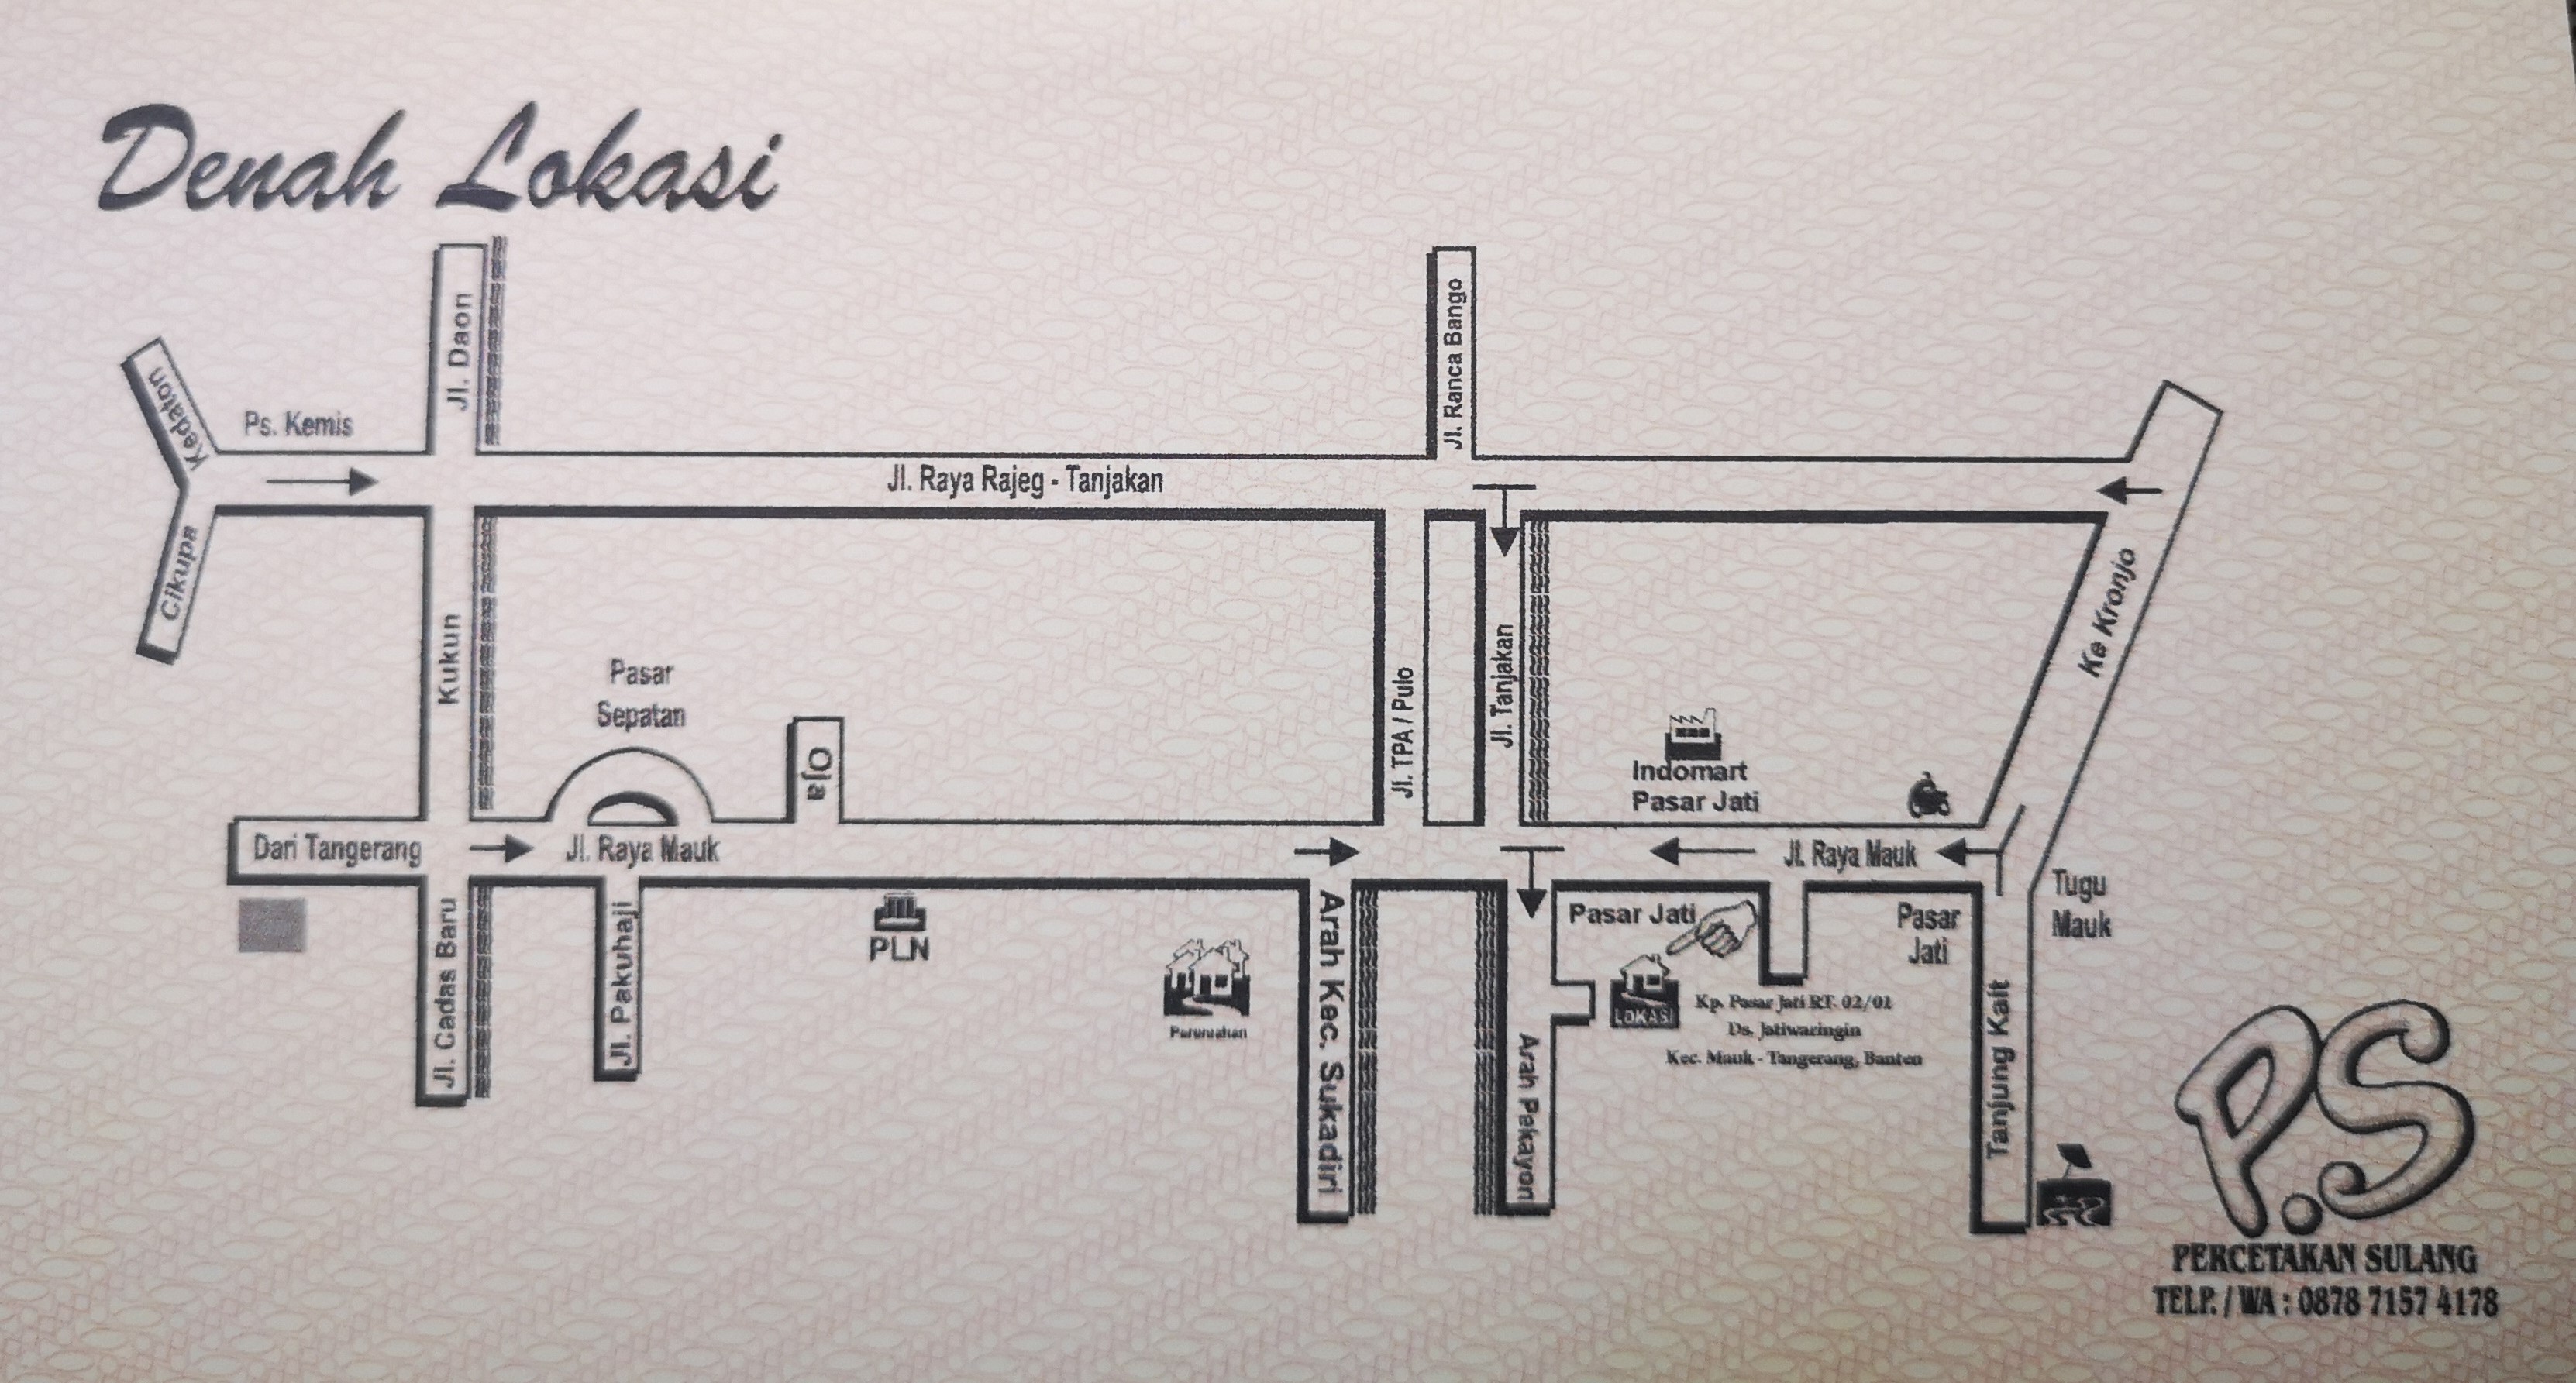 Denah Lokasi
Kedaton
Ps. Kemis
Jl. Daon
Jl. Ranca Bango
Jl. Raya Rajeg - Tanjakan
Cikupa
Kukun
Pasar
Sepatan
Oja
Jl. TPA / Pulo
Jl. Tanjakan
Indomart
Pasar Jati
Ke Kronjo
Dari Tangerang
Jl. Raya Mauk
Jl. Raya Mauk
Tugu
Mauk
Jl. Cadas Baru
Jl. Pakuhaji
PLN
Perumahan
Arah Kec. Sukadiri
Pasar Jati
Arah Pekayon
LOKASI
Kp. Pasar Jati RT. 02/01
Ds. Jatiwaringin
Kec. Mauk - Tangerang, Banten
Pasar
Jati
Tanjung Kait
P.S
PERCETAKAN SULANG
TELP. / WA : 0878 7157 4178